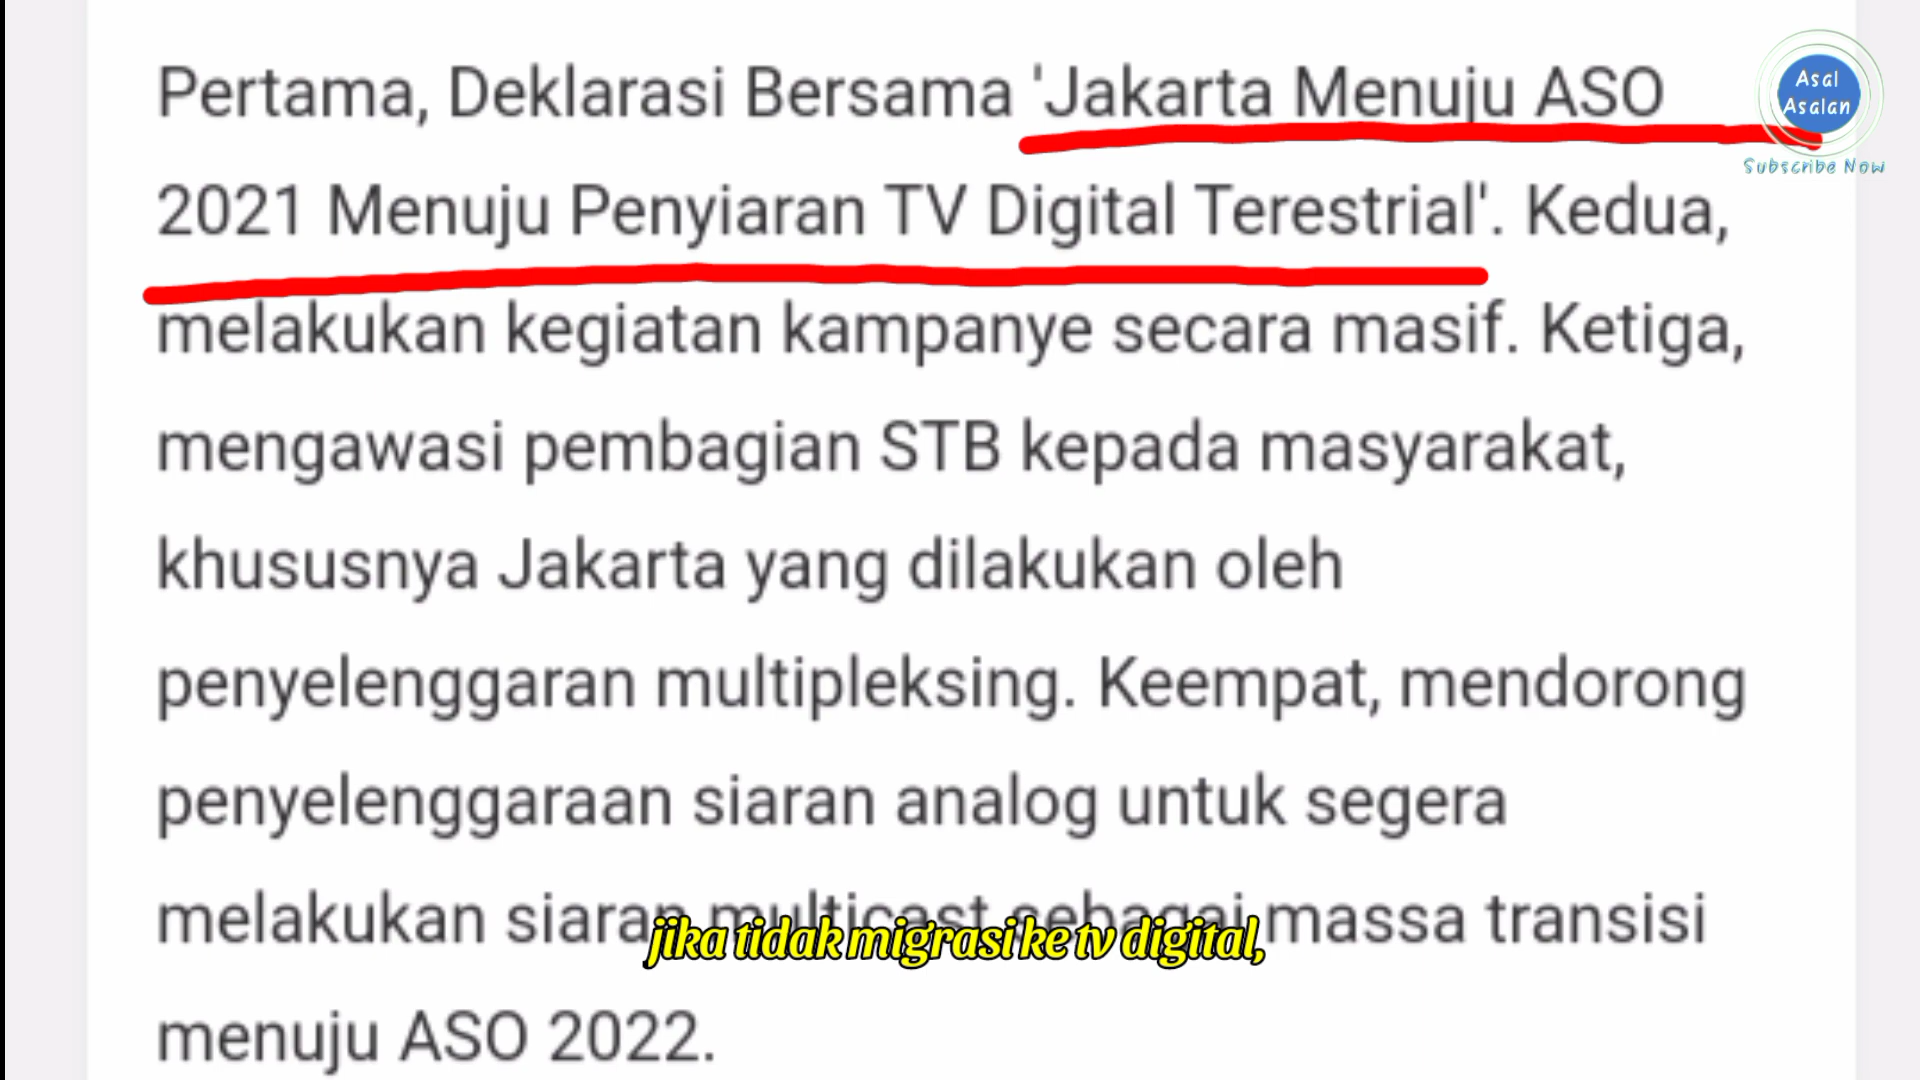 Pertama, Deklarasi Bersama 'Jakarta Menuju ASO
2021 Menuju Penyiaran TV Digital Terestrial'. Kedua,
melakukan kegiatan kampanye secara masif. Ketiga,
mengawasi pembagian STB kepada masyarakat,
khususnya Jakarta yang dilakukan oleh
penyelenggaran multipleksing. Keempat, mendorong
penyelenggaraan siaran analog untuk segera
melakukan siaran multicast sebagai massa transisi
jika tidak migrasi ke tv digital,
menuju ASO 2022.
Asal
Asalan
Subscribe Now